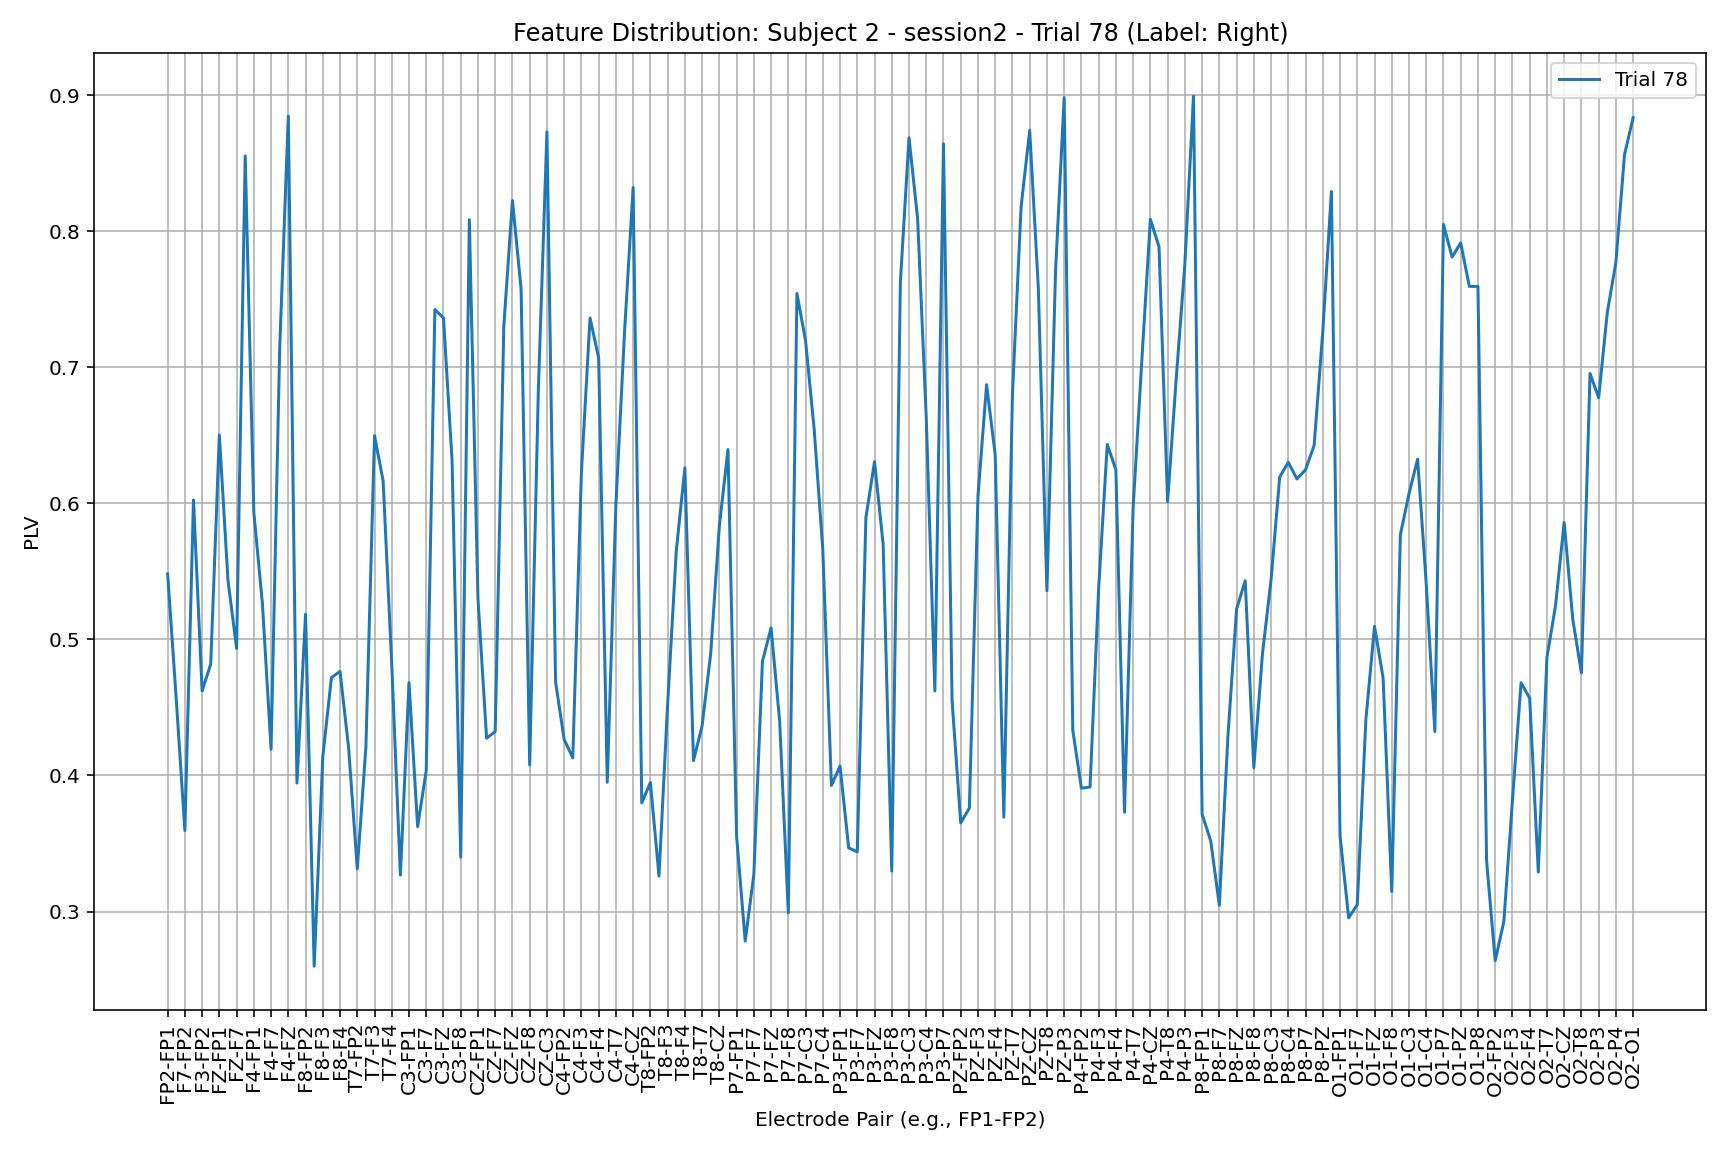 Feature Distribution: Subject 2 - session2 - Trial 78 (Label: Right)
Trial 78
PLV
0.9
0.8
0.7
0.6
0.5
0.4
0.3
FP2-FP1
F7-FP2
F3-FP2
FZ-FP1
FZ-F7
F4-FP1
F4-F7
F4-FZ
F8-FP2
F8-F3
F8-F4
T7-FP2
T7-F3
T7-F4
C3-FP1
C3-F7
C3-FZ
C3-F8
CZ-FP1
CZ-F7
CZ-FZ
CZ-F8
CZ-C3
C4-FP2
C4-F3
C4-F4
C4-T7
C4-CZ
T8-FP2
T8-F3
T8-F4
T8-T7
T8-CZ
P7-FP1
P7-F7
P7-FZ
P7-F8
P7-C3
P7-C4
P3-FP1
P3-F7
P3-FZ
P3-F8
P3-C3
P3-C4
P3-P7
PZ-FP2
PZ-F3
PZ-F4
PZ-T7
PZ-CZ
PZ-T8
PZ-P3
P4-FP2
P4-F3
P4-F4
P4-T7
P4-CZ
P4-T8
P4-P3
P8-FP1
P8-F7
P8-FZ
P8-F8
P8-C3
P8-C4
P8-P7
P8-PZ
O1-FP1
O1-F7
O1-FZ
O1-F8
O1-C3
O1-C4
O1-P7
O1-PZ
O1-P8
O2-FP2
O2-F3
O2-F4
O2-T7
O2-CZ
O2-T8
O2-P3
O2-P4
O2-O1
Electrode Pair (e.g., FP1-FP2)